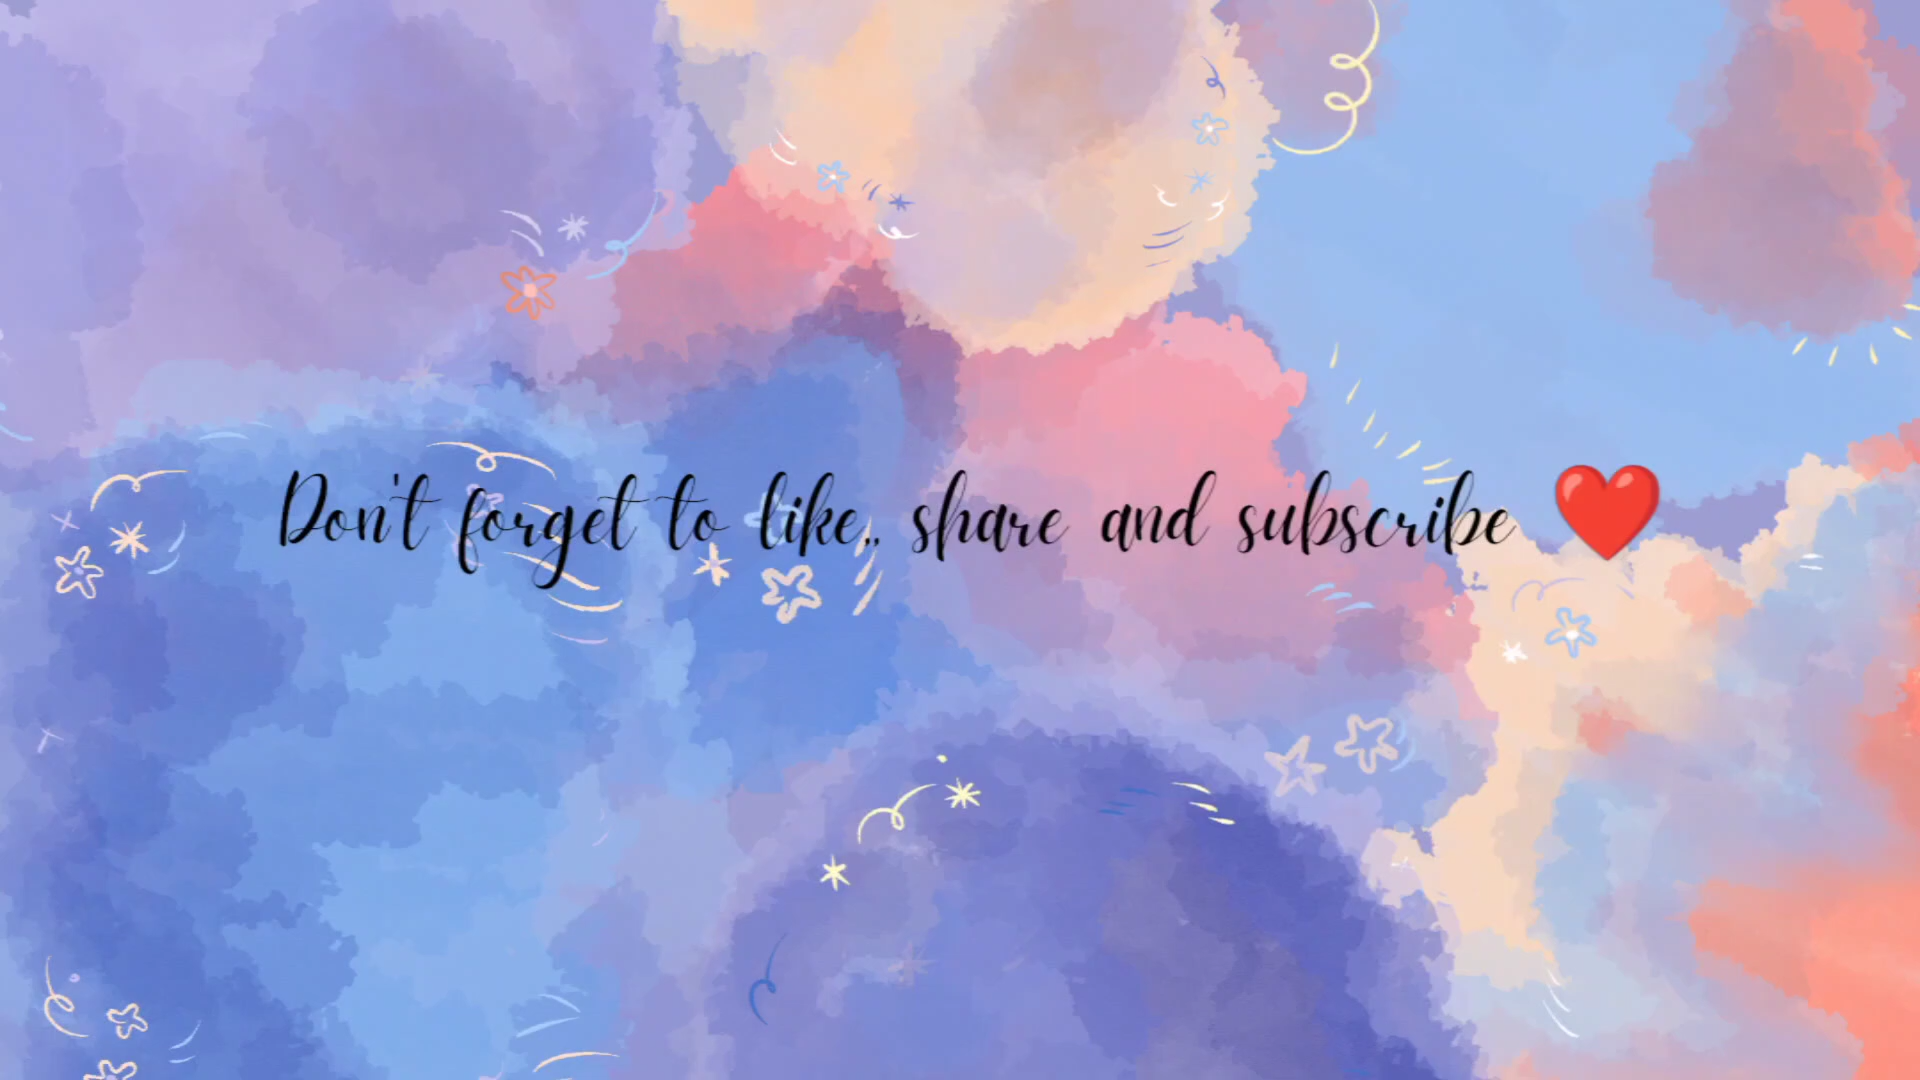 Don't forget to like,, share and subscribe ❤️